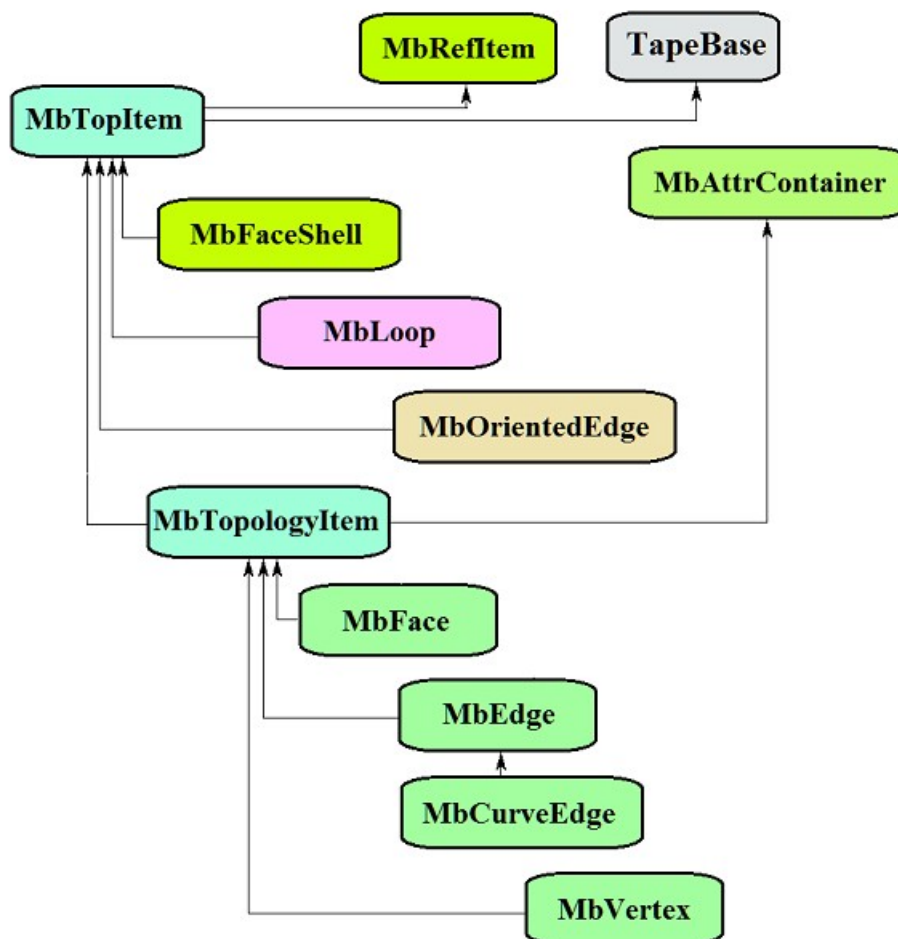 MbRefItem
TapeBase
MbTopItem
MbAttrContainer
MbFaceShell
MbLoop
MbOrientedEdge
MbTopologyItem
MbFace
MbEdge
MbCurveEdge
MbVertex